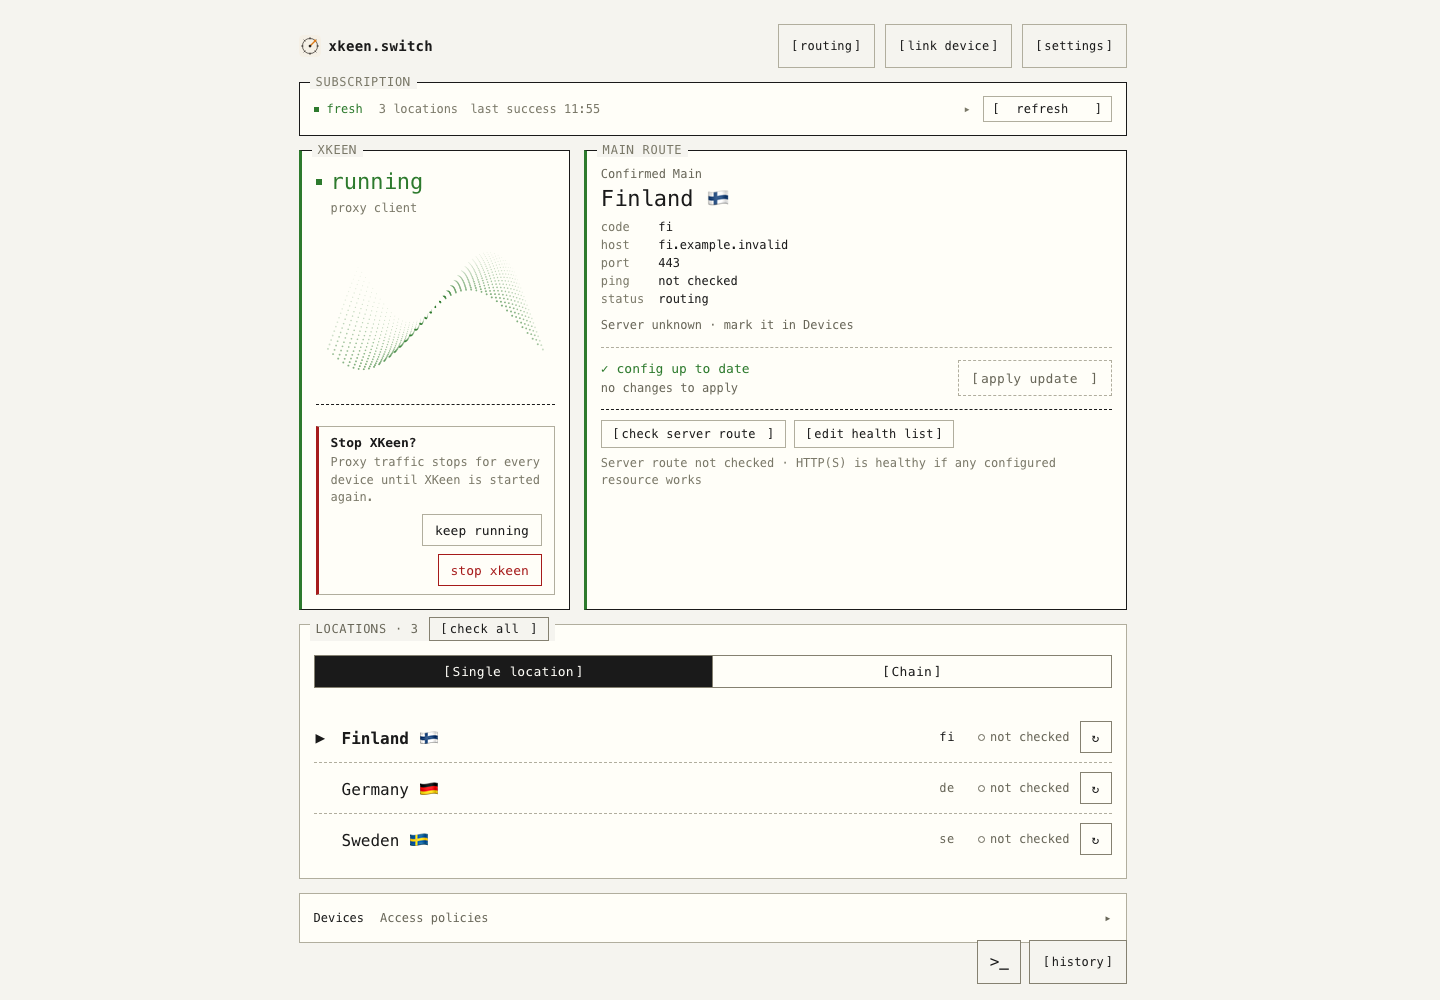 xkeen.switch
[routing] [link device] [settings]
SUBSCRIPTION
fresh 3 locations last success 11:55 ▸ [ refresh ]
XKEEN
running
proxy client
Stop XKeen?
Proxy traffic stops for every
device until XKeen is started
again.
keep running
stop xkeen
MAIN ROUTE
Confirmed Main
Finland
code fi
host fi.example.invalid
port 443
ping not checked
status routing
Server unknown · mark it in Devices
✓ config up to date
no changes to apply
[apply update ]
[check server route ] [edit health list]
Server route not checked · HTTP(S) is healthy if any configured
resource works
LOCATIONS · 3 [check all ]
[Single location] [Chain]
▶ Finland fi ○ not checked ↻
Germany de ○ not checked ↻
Sweden se ○ not checked ↻
Devices Access policies ▸
>_ [history]